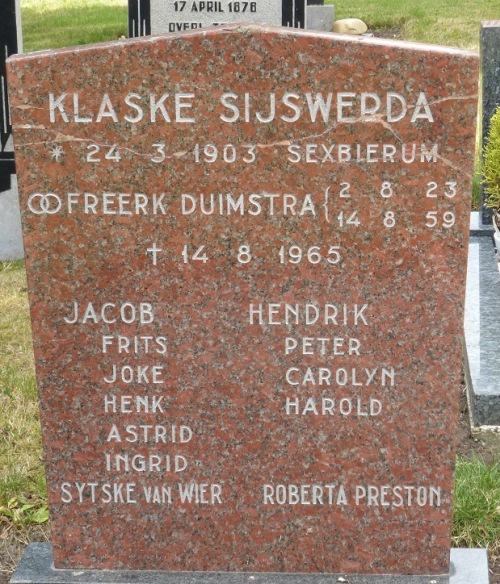 17 APRIL 1878
KLASKE SIJSWERDA
* 24 3 1903 SEXBIERUM
⚭ FREERK DUIMSTRA { 2 8 23
14 8 59
† 14 8 1965
JACOB HENDRIK
FRITS PETER
JOKE CAROLYN
HENK HAROLD
ASTRID
INGRID
SYTSKE VAN WIER ROBERTA PRESTON